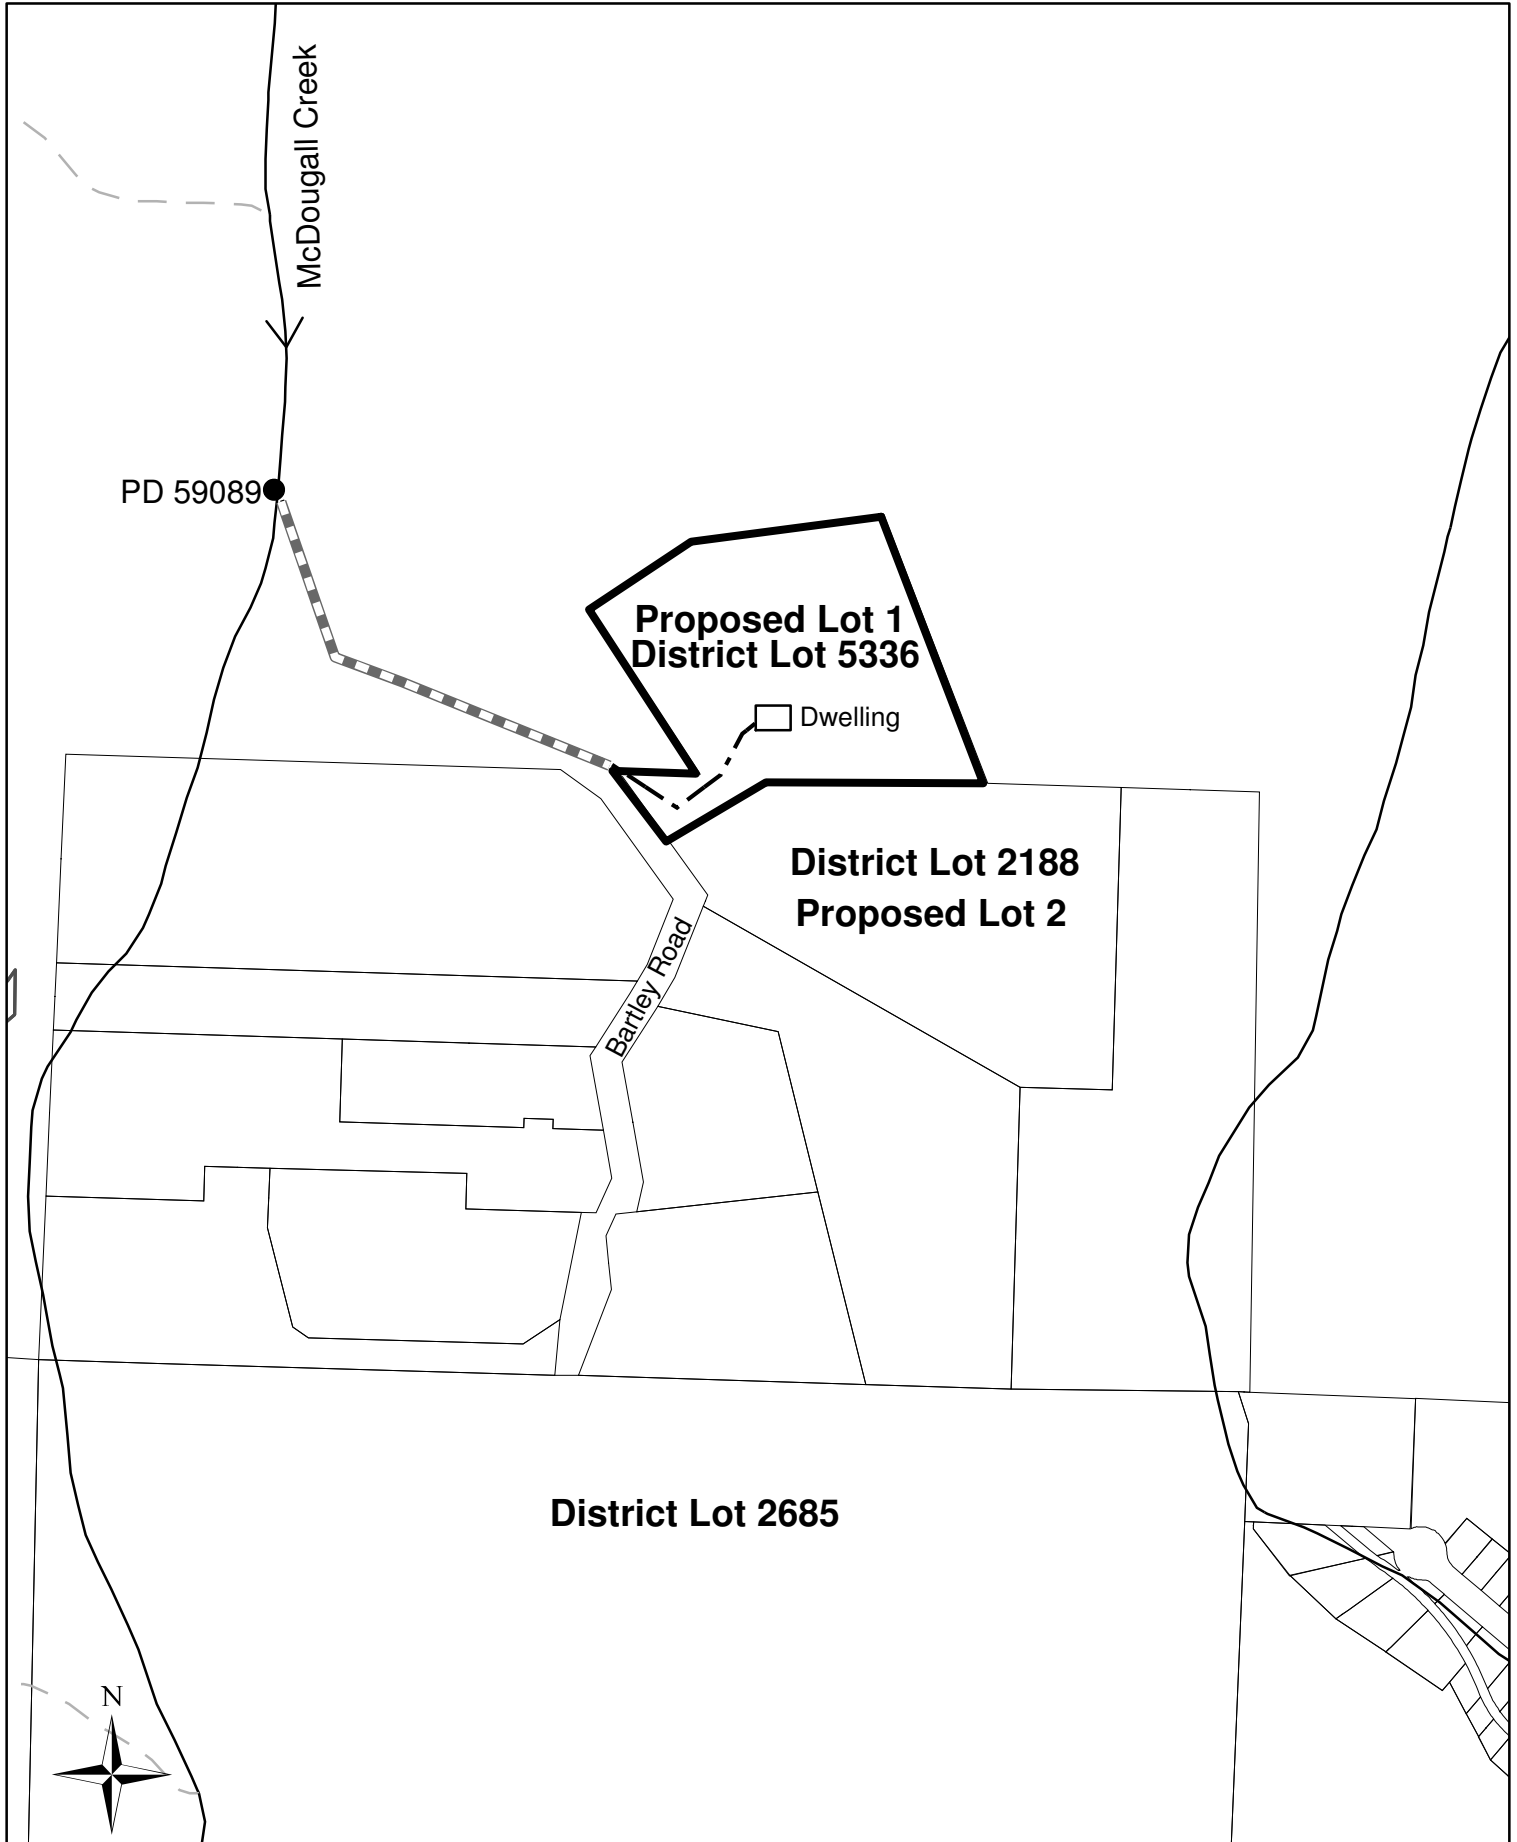 McDougall Creek
PD 59089
Proposed Lot 1
District Lot 5336
Dwelling
District Lot 2188
Proposed Lot 2
Bartley Road
District Lot 2685
N